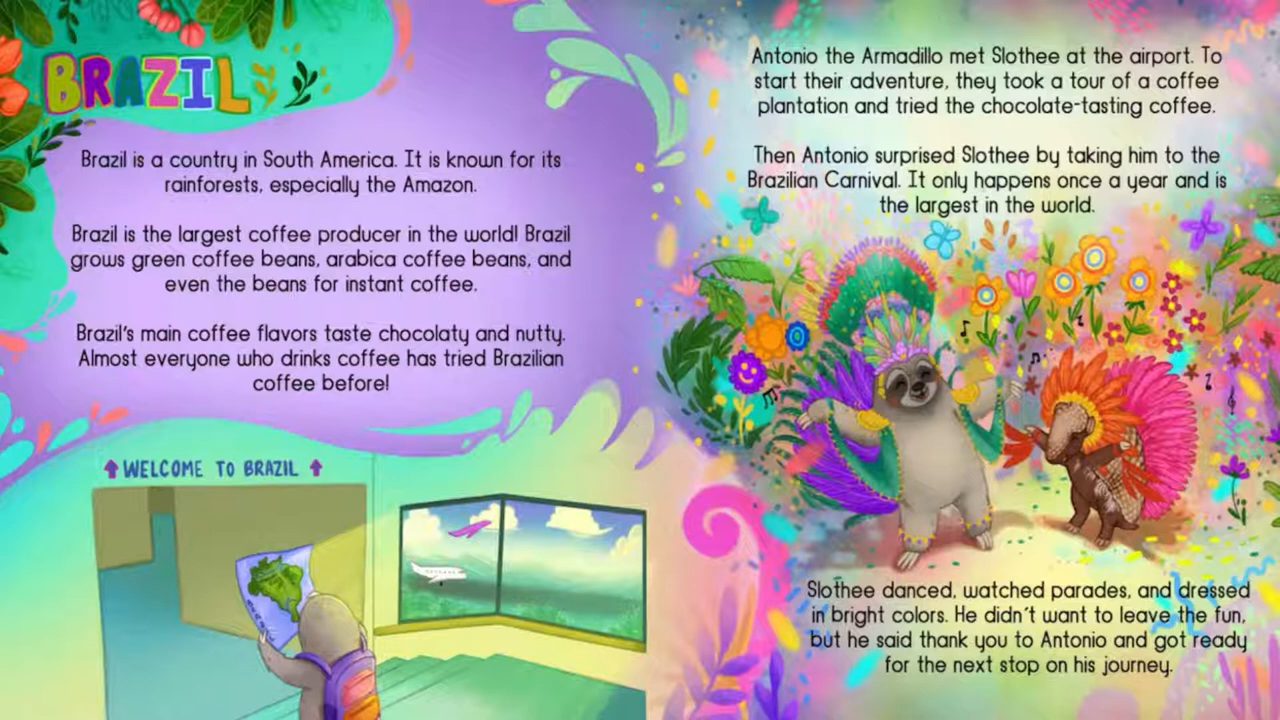 BRAZIL
Brazil is a country in South America. It is known for its
rainforests, especially the Amazon.
Brazil is the largest coffee producer in the world! Brazil
grows green coffee beans, arabica coffee beans, and
even the beans for instant coffee.
Brazil's main coffee flavors taste chocolaty and nutty.
Almost everyone who drinks coffee has tried Brazilian
coffee before!
WELCOME TO BRAZIL
Antonio the Armadillo met Slothee at the airport. To
start their adventure, they took a tour of a coffee
plantation and tried the chocolate-tasting coffee.
Then Antonio surprised Slothee by taking him to the
Brazilian Carnival. It only happens once a year and is
the largest in the world.
Slothee danced, watched parades, and dressed
in bright colors. He didn't want to leave the fun,
but he said thank you to Antonio and got ready
for the next stop on his journey.